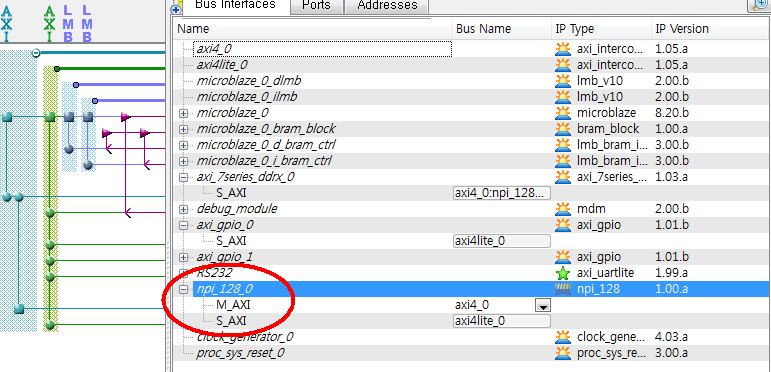 A X I
A X I
L M B
L M B
Bus Interfaces Ports Addresses
Name Bus Name IP Type IP Version
axi4_0 axi_interco... 1.05.a
axi4lite_0 axi_interco... 1.05.a
microblaze_0_dlmb lmb_v10 2.00.b
microblaze_0_ilmb lmb_v10 2.00.b
microblaze_0 microblaze 8.20.b
microblaze_0_bram_block bram_block 1.00.a
microblaze_0_d_bram_ctrl lmb_bram_i... 3.00.b
microblaze_0_i_bram_ctrl lmb_bram_i... 3.00.b
axi_7series_ddrx_0 axi_7series_... 1.03.a
S_AXI axi4_0:npi_128...
debug_module mdm 2.00.b
axi_gpio_0 axi_gpio 1.01.b
S_AXI axi4lite_0
axi_gpio_1 axi_gpio 1.01.b
RS232 axi_uartlite 1.99.a
npi_128_0 npi_128 1.00.a
M_AXI axi4_0
S_AXI axi4lite_0
clock_generator_0 clock_gene... 4.03.a
proc_sys_reset_0 proc_sys_re... 3.00.a